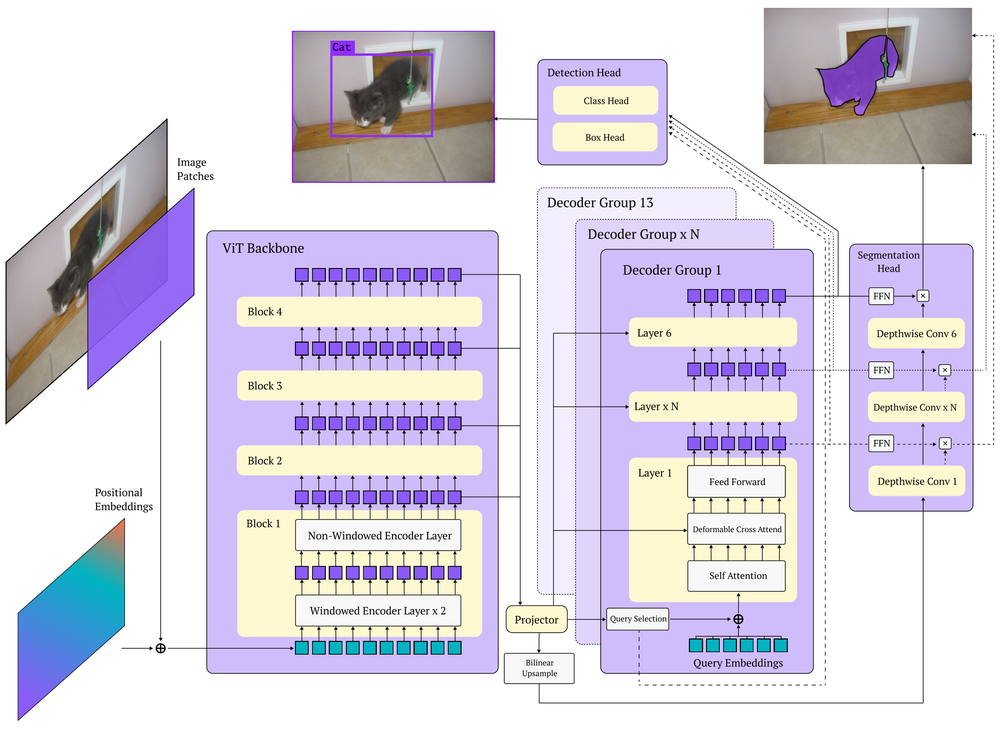 Cat
Detection Head
Class Head
Box Head
Image
Patches
Decoder Group 13
Decoder Group x N
Decoder Group 1
ViT Backbone
Block 4
Block 3
Block 2
Block 1
Non-Windowed Encoder Layer
Windowed Encoder Layer x 2
Positional
Embeddings
Projector
Bilinear
Upsample
Layer 6
Layer x N
Layer 1
Feed Forward
Deformable Cross Attend
Self Attention
Query Selection
Query Embeddings
Segmentation
Head
FFN
×
Depthwise Conv 6
FFN
×
Depthwise Conv x N
FFN
×
Depthwise Conv 1